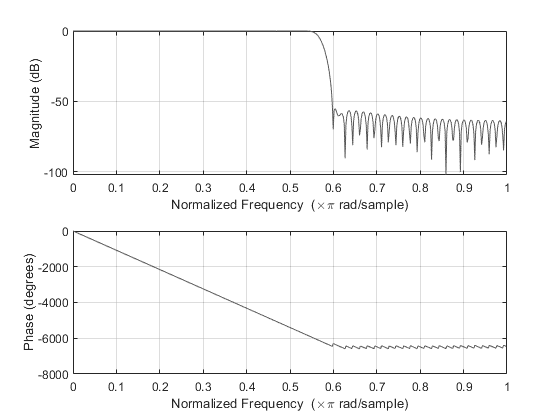 0
-50
-100
Magnitude (dB)
0 0.1 0.2 0.3 0.4 0.5 0.6 0.7 0.8 0.9 1
Normalized Frequency (×π rad/sample)
0
-2000
-4000
-6000
-8000
Phase (degrees)
0 0.1 0.2 0.3 0.4 0.5 0.6 0.7 0.8 0.9 1
Normalized Frequency (×π rad/sample)